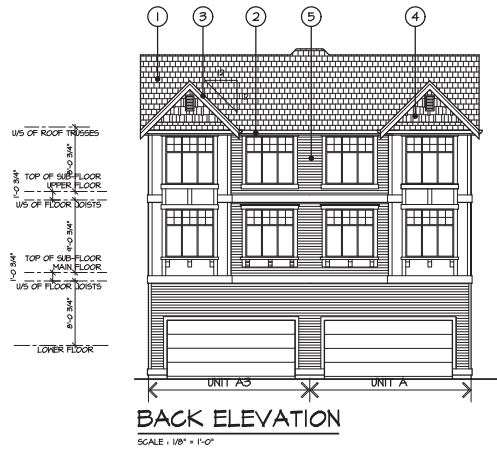 1 3 2 5 4
12
U/S OF ROOF TRUSSES
8'-0 3/4"
TOP OF SUB-FLOOR
UPPER FLOOR
1'-0 3/4"
U/S OF FLOOR JOISTS
9'-0 3/4"
TOP OF SUB-FLOOR
MAIN FLOOR
1'-0 3/4"
U/S OF FLOOR JOISTS
8'-0 3/4"
LOWER FLOOR
UNIT A3 UNIT A
BACK ELEVATION
SCALE : 1/8" = 1'-0"